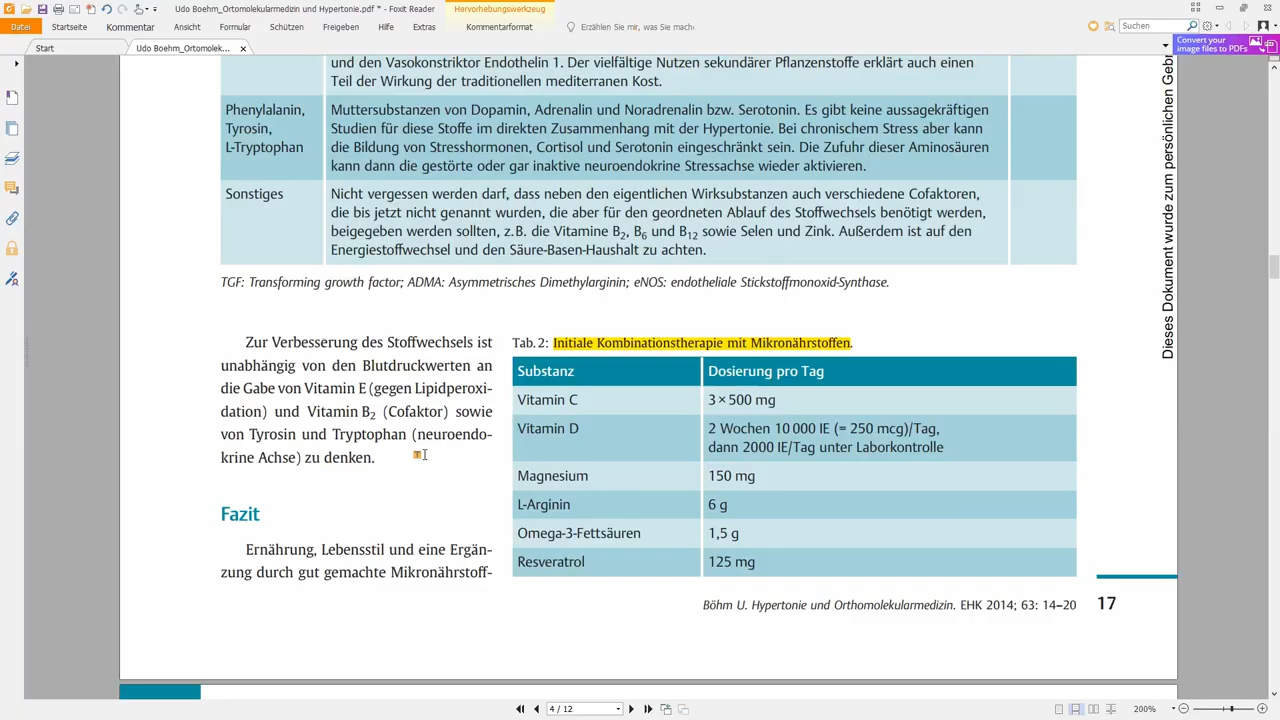 Udo Boehm_Ortomolekularmedizin und Hypertonie.pdf * - Foxit Reader
Hervorhebungswerkzeug
Datei Startseite Kommentar Ansicht Formular Schützen Freigeben Hilfe Extras Kommentarformat Erzählen Sie mir, was Sie mach
Suchen
Start
Udo Boehm_Ortomolek...
Convert your
image files to PDFs
und den Vasokonstriktor Endothelin 1. Der vielfältige Nutzen sekundärer Pflanzenstoffe erklärt auch einen
Teil der Wirkung der traditionellen mediterranen Kost.
Phenylalanin,
Tyrosin,
L-Tryptophan
Muttersubstanzen von Dopamin, Adrenalin und Noradrenalin bzw. Serotonin. Es gibt keine aussagekräftigen
Studien für diese Stoffe im direkten Zusammenhang mit der Hypertonie. Bei chronischem Stress aber kann
die Bildung von Stresshormonen, Cortisol und Serotonin eingeschränkt sein. Die Zufuhr dieser Aminosäuren
kann dann die gestörte oder gar inaktive neuroendokrine Stressachse wieder aktivieren.
Sonstiges
Nicht vergessen werden darf, dass neben den eigentlichen Wirksubstanzen auch verschiedene Cofaktoren,
die bis jetzt nicht genannt wurden, die aber für den geordneten Ablauf des Stoffwechsels benötigt werden,
beigegeben werden sollten, z. B. die Vitamine B2, B6 und B12 sowie Selen und Zink. Außerdem ist auf den
Energiestoffwechsel und den Säure-Basen-Haushalt zu achten.
TGF: Transforming growth factor; ADMA: Asymmetrisches Dimethylarginin; eNOS: endotheliale Stickstoffmonoxid-Synthase.
Zur Verbesserung des Stoffwechsels ist
unabhängig von den Blutdruckwerten an
die Gabe von Vitamin E (gegen Lipidperoxi-
dation) und Vitamin B2 (Cofaktor) sowie
von Tyrosin und Tryptophan (neuroendo-
krine Achse) zu denken.
Fazit
Ernährung, Lebensstil und eine Ergän-
zung durch gut gemachte Mikronährstoff-
Tab. 2: Initiale Kombinationstherapie mit Mikronährstoffen.
Substanz Dosierung pro Tag
Vitamin C 3 × 500 mg
Vitamin D 2 Wochen 10 000 IE (= 250 mcg)/Tag,
dann 2000 IE/Tag unter Laborkontrolle
Magnesium 150 mg
L-Arginin 6 g
Omega-3-Fettsäuren 1,5 g
Resveratrol 125 mg
Böhm U. Hypertonie und Orthomolekularmedizin. EHK 2014; 63: 14–20 17
Dieses Dokument wurde zum persönlichen Gebr
4 / 12
200%